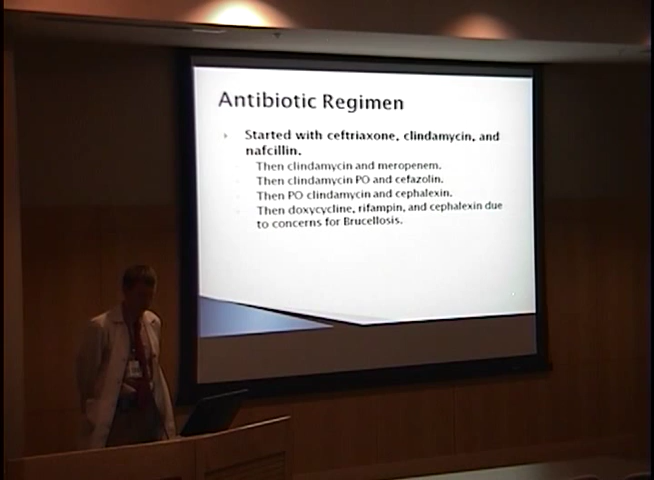 Antibiotic Regimen
Started with ceftriaxone, clindamycin, and
nafcillin.
Then clindamycin and meropenem.
Then clindamycin PO and cefazolin.
Then PO clindamycin and cephalexin.
Then doxycycline, rifampin, and cephalexin due
to concerns for Brucellosis.